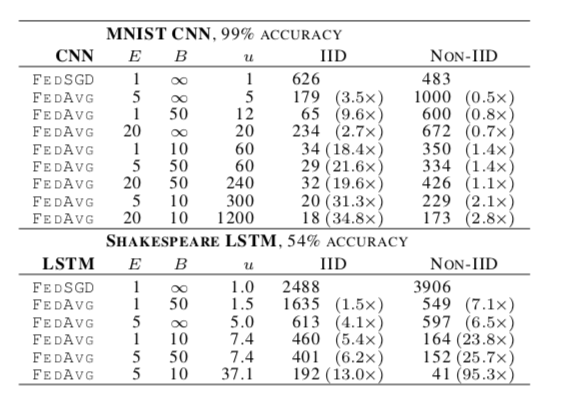 MNIST CNN, 99% ACCURACY
CNN E B u IID NON-IID
FEDSGD 1 ∞ 1 626 483
FEDAVG 5 ∞ 5 179 (3.5×) 1000 (0.5×)
FEDAVG 1 50 12 65 (9.6×) 600 (0.8×)
FEDAVG 20 ∞ 20 234 (2.7×) 672 (0.7×)
FEDAVG 1 10 60 34 (18.4×) 350 (1.4×)
FEDAVG 5 50 60 29 (21.6×) 334 (1.4×)
FEDAVG 20 50 240 32 (19.6×) 426 (1.1×)
FEDAVG 5 10 300 20 (31.3×) 229 (2.1×)
FEDAVG 20 10 1200 18 (34.8×) 173 (2.8×)
SHAKESPEARE LSTM, 54% ACCURACY
LSTM E B u IID NON-IID
FEDSGD 1 ∞ 1.0 2488 3906
FEDAVG 1 50 1.5 1635 (1.5×) 549 (7.1×)
FEDAVG 5 ∞ 5.0 613 (4.1×) 597 (6.5×)
FEDAVG 1 10 7.4 460 (5.4×) 164 (23.8×)
FEDAVG 5 50 7.4 401 (6.2×) 152 (25.7×)
FEDAVG 5 10 37.1 192 (13.0×) 41 (95.3×)